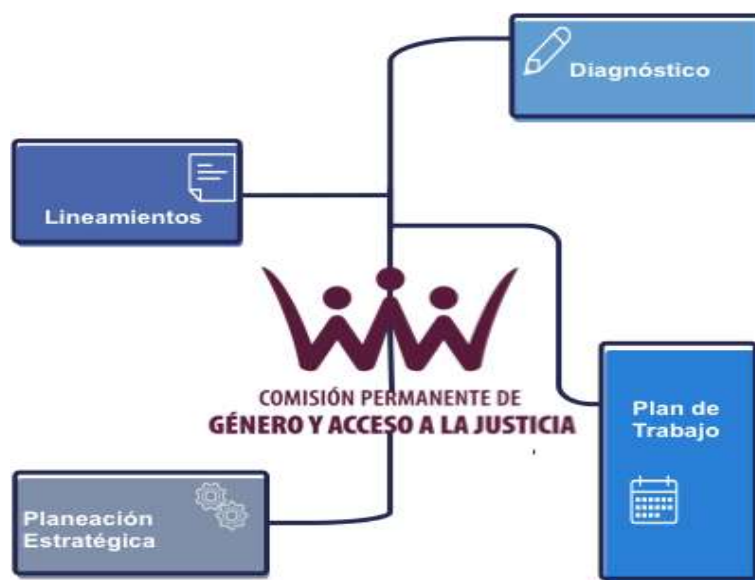 Diagnóstico
Lineamientos
COMISIÓN PERMANENTE DE
GÉNERO Y ACCESO A LA JUSTICIA
Plan de
Trabajo
Planeación
Estratégica